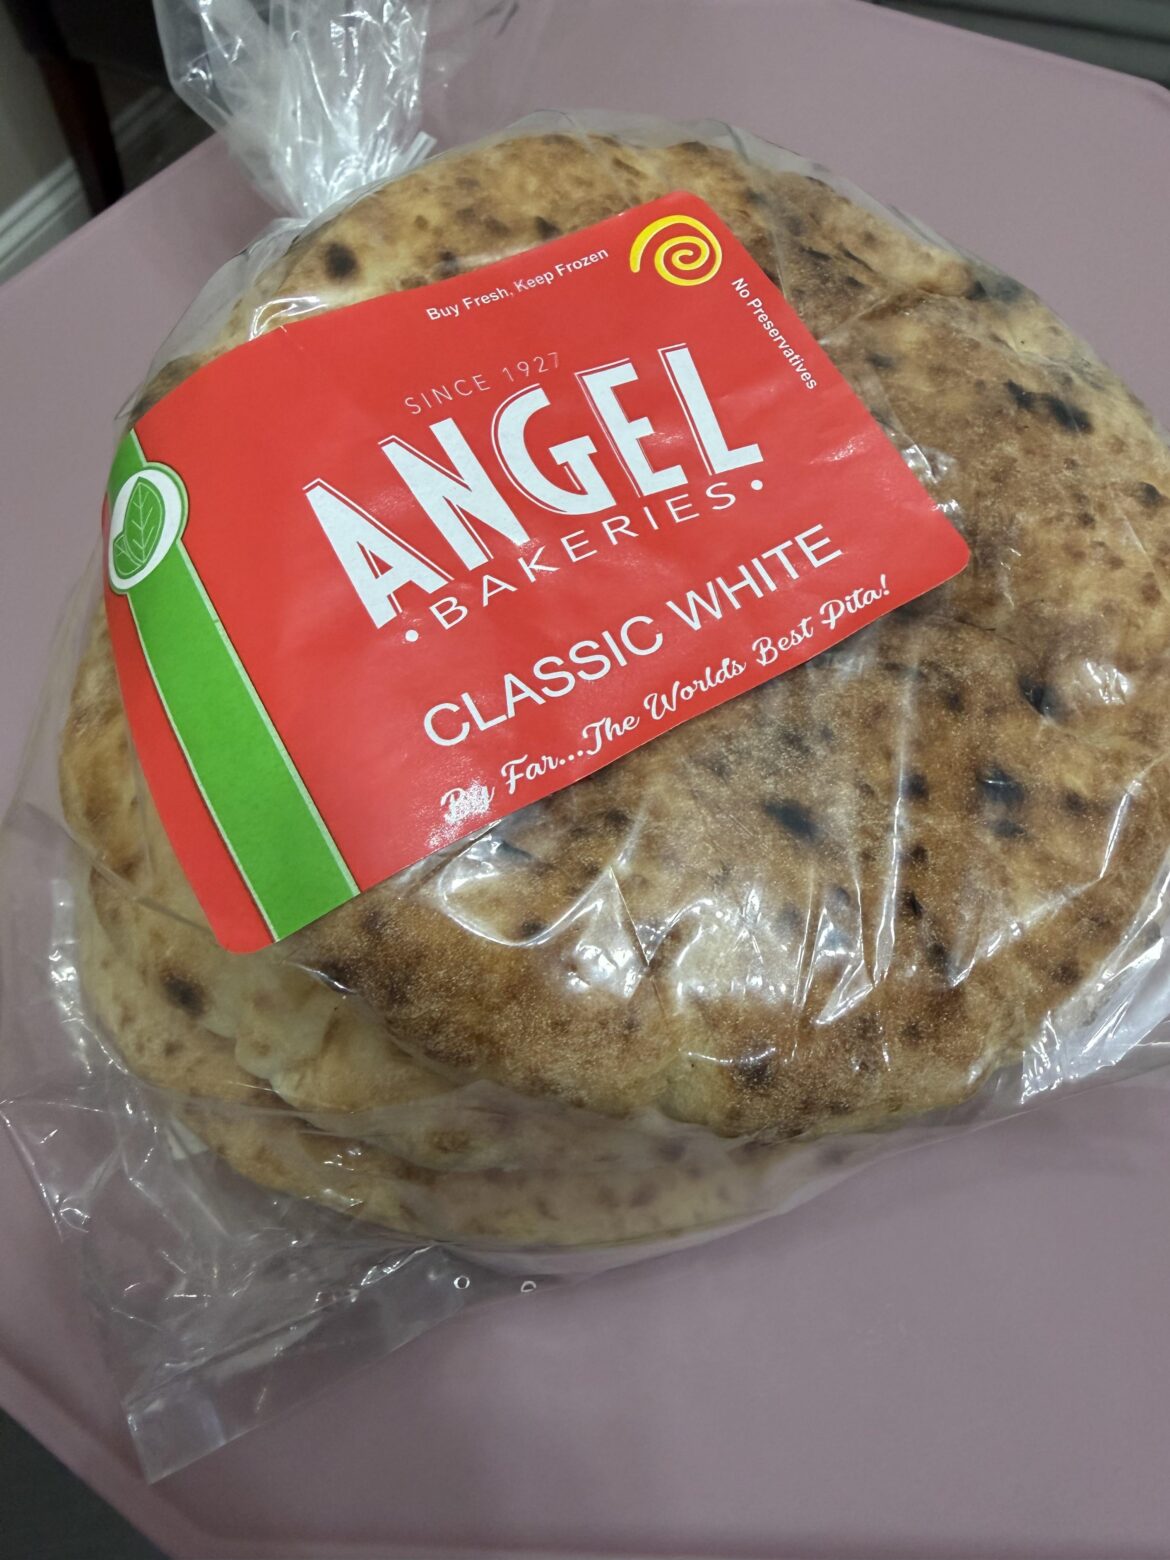 Buy Fresh, Keep Frozen
No Preservatives
SINCE 1927
ANGEL
• BAKERIES •
CLASSIC WHITE
By Far...The Worlds Best Pita!